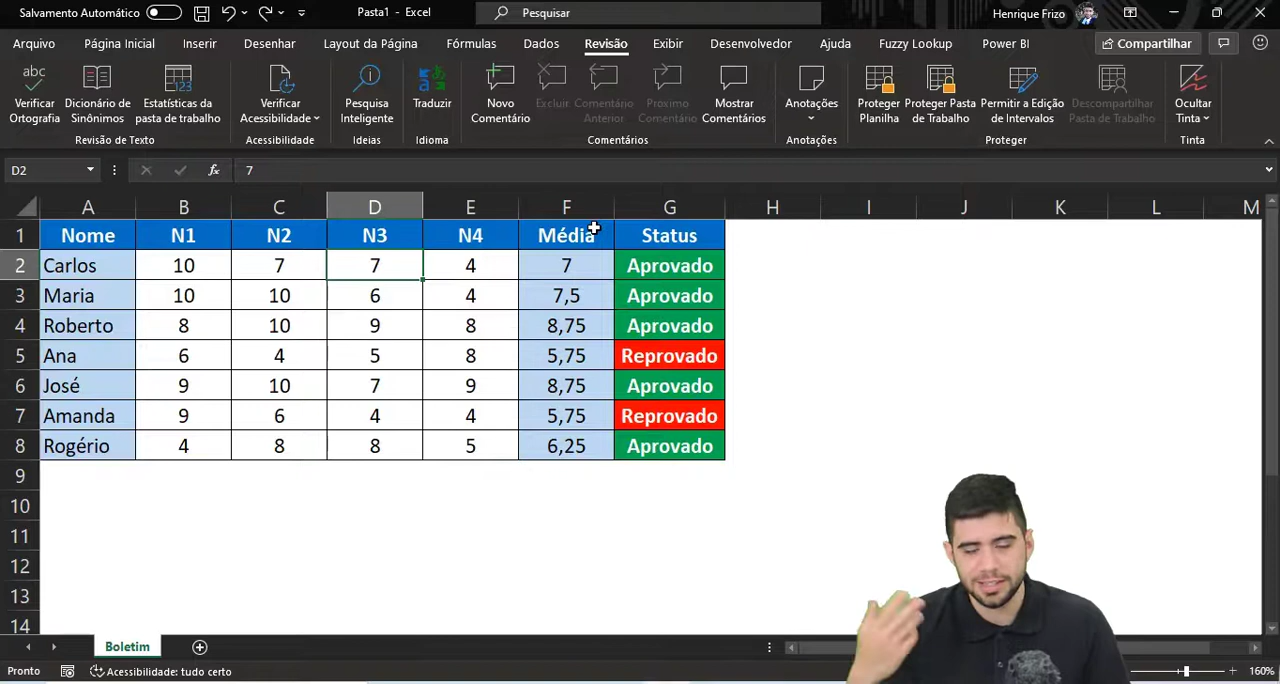 Salvamento Automático
Pasta1 - Excel
Pesquisar
Henrique Frizo
Arquivo Página Inicial Inserir Desenhar Layout da Página Fórmulas Dados Revisão Exibir Desenvolvedor Ajuda Fuzzy Lookup Power BI Compartilhar
abc
Verificar Ortografia
Dicionário de Sinônimos
Estatísticas da pasta de trabalho
Verificar Acessibilidade
Pesquisa Inteligente
Traduzir
Novo Comentário
Excluir
Comentário Anterior
Próximo Comentário
Mostrar Comentários
Anotações
Proteger Planilha
Proteger Pasta de Trabalho
Permitir a Edição de Intervalos
Descompartilhar Pasta de Trabalho
Ocultar Tinta
Revisão de Texto Acessibilidade Ideias Idioma Comentários Anotações Proteger Tinta
D2 fx 7
A B C D E F G H I J K L M
1 Nome N1 N2 N3 N4 Média Status
2 Carlos 10 7 7 4 7 Aprovado
3 Maria 10 10 6 4 7,5 Aprovado
4 Roberto 8 10 9 8 8,75 Aprovado
5 Ana 6 4 5 8 5,75 Reprovado
6 José 9 10 7 9 8,75 Aprovado
7 Amanda 9 6 4 4 5,75 Reprovado
8 Rogério 4 8 8 5 6,25 Aprovado
9
10
11
12
13
14
Boletim
Pronto
Acessibilidade: tudo certo
160%